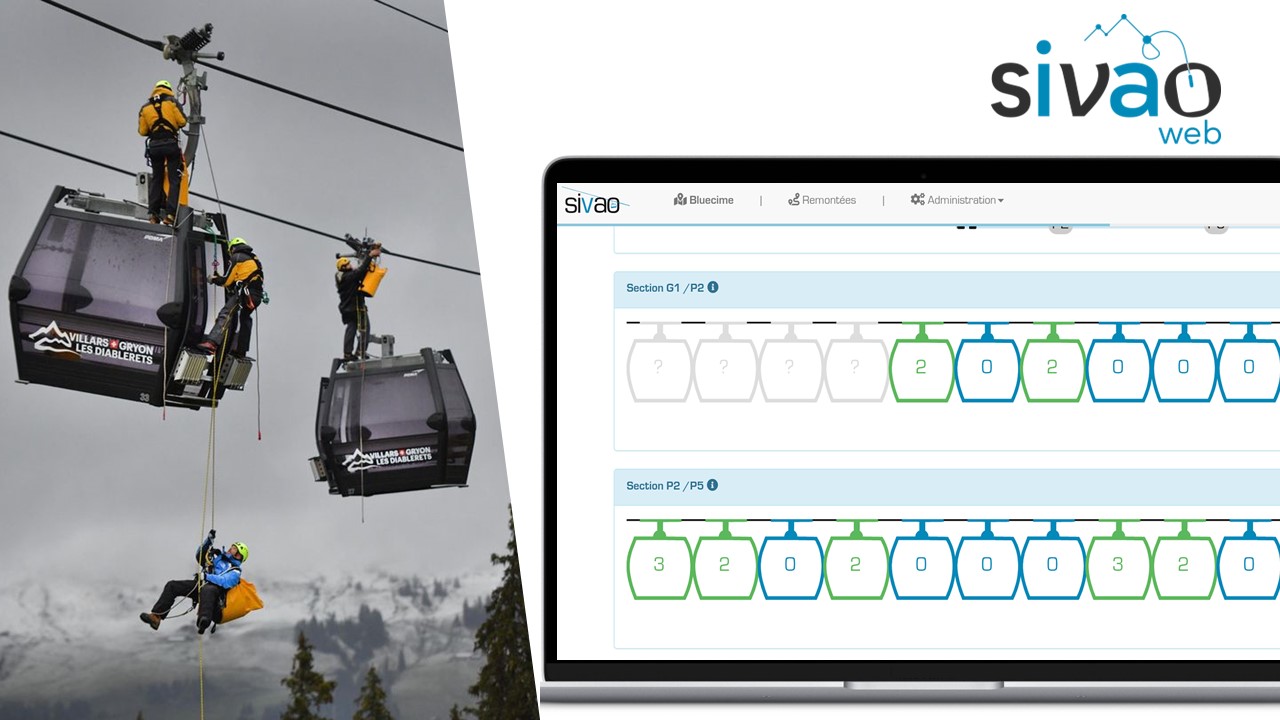 VILLARS GRYON
LES DIABLERETS
33
VILLARS GRYON
LES DIABLERETS
sivao
web
sivao
Bluecime | Remontées | Administration
Section G1 /P2
? ? ? ? 2 0 2 0 0 0
Section P2 /P5
3 2 0 2 0 0 0 3 2 0